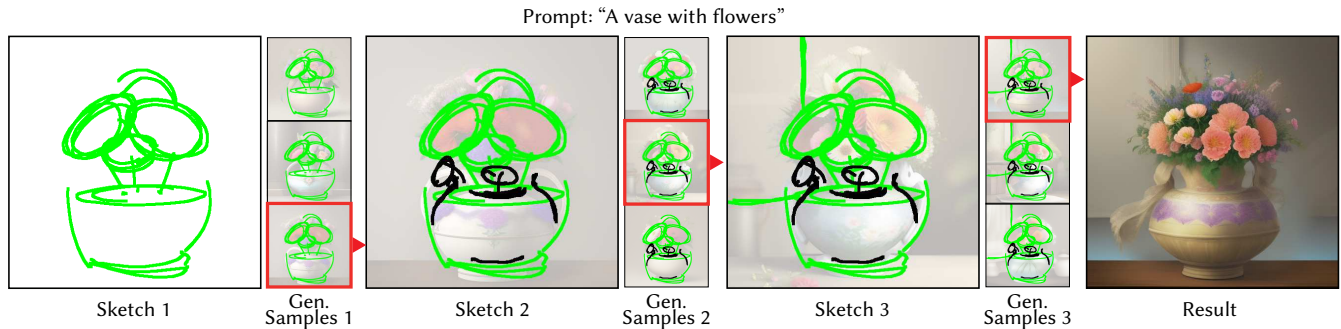 Prompt: “A vase with flowers”
Sketch 1
Gen.
Samples 1
Sketch 2
Gen.
Samples 2
Sketch 3
Gen.
Samples 3
Result